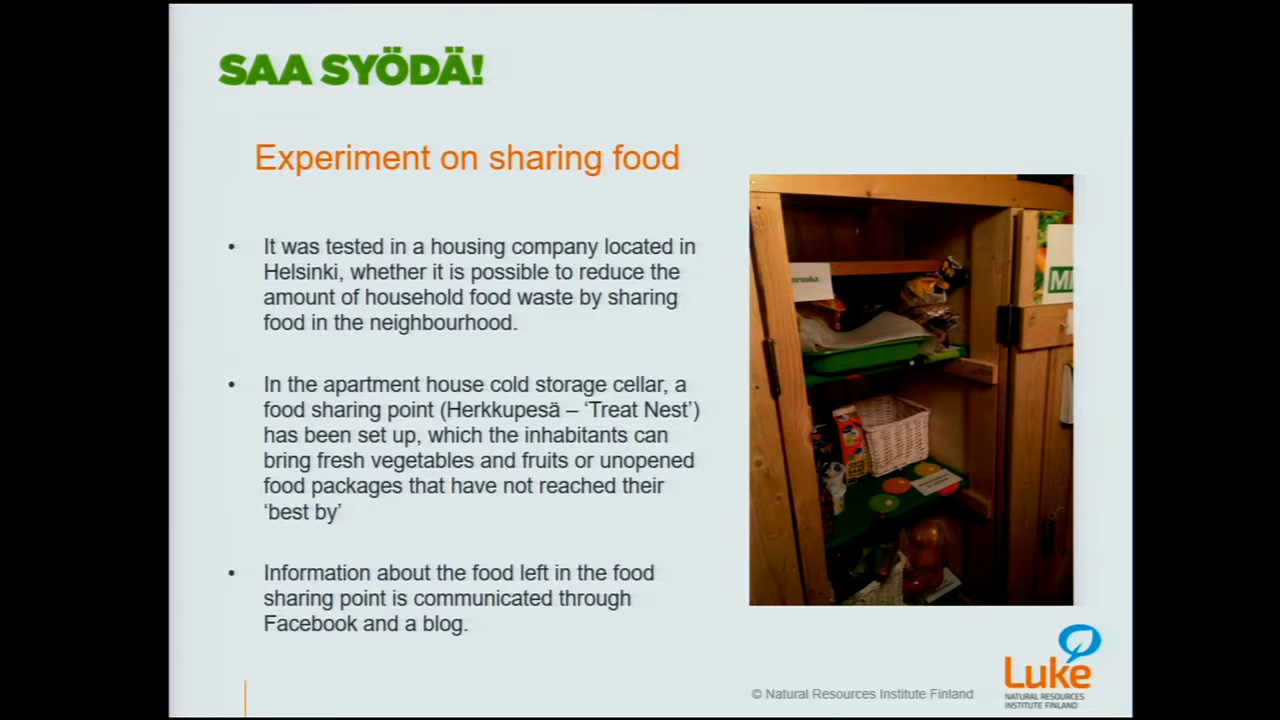 SAA SYÖDÄ!
Experiment on sharing food
• It was tested in a housing company located in
Helsinki, whether it is possible to reduce the
amount of household food waste by sharing
food in the neighbourhood.
• In the apartment house cold storage cellar, a
food sharing point (Herkkupesä – ‘Treat Nest’)
has been set up, which the inhabitants can
bring fresh vegetables and fruits or unopened
food packages that have not reached their
‘best by’
• Information about the food left in the food
sharing point is communicated through
Facebook and a blog.
© Natural Resources Institute Finland
Luke
NATURAL RESOURCES
INSTITUTE FINLAND